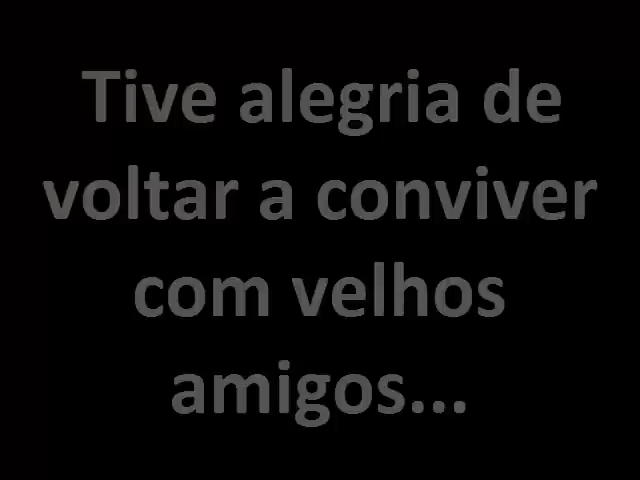 Tive alegria de
voltar a conviver
com velhos
amigos...